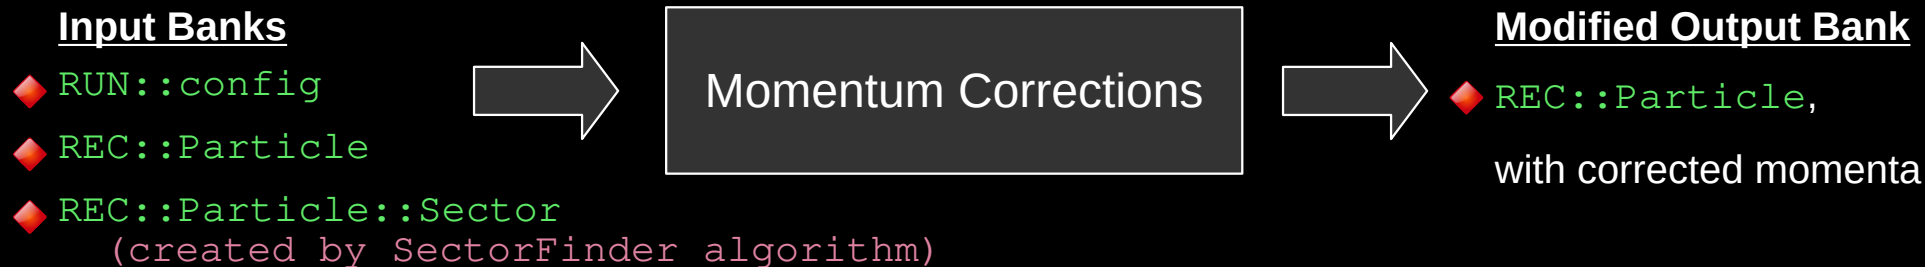 Input Banks
RUN::config
REC::Particle
REC::Particle::Sector
(created by SectorFinder algorithm)
Momentum Corrections
Modified Output Bank
REC::Particle,
with corrected momenta